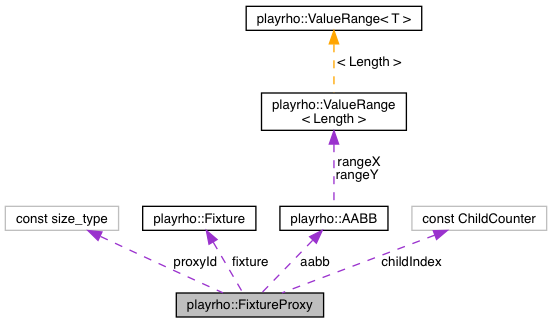 playrho::ValueRange< T >
< Length >
playrho::ValueRange
< Length >
rangeX
rangeY
const size_type
playrho::Fixture
playrho::AABB
const ChildCounter
proxyId
fixture
aabb
childIndex
playrho::FixtureProxy